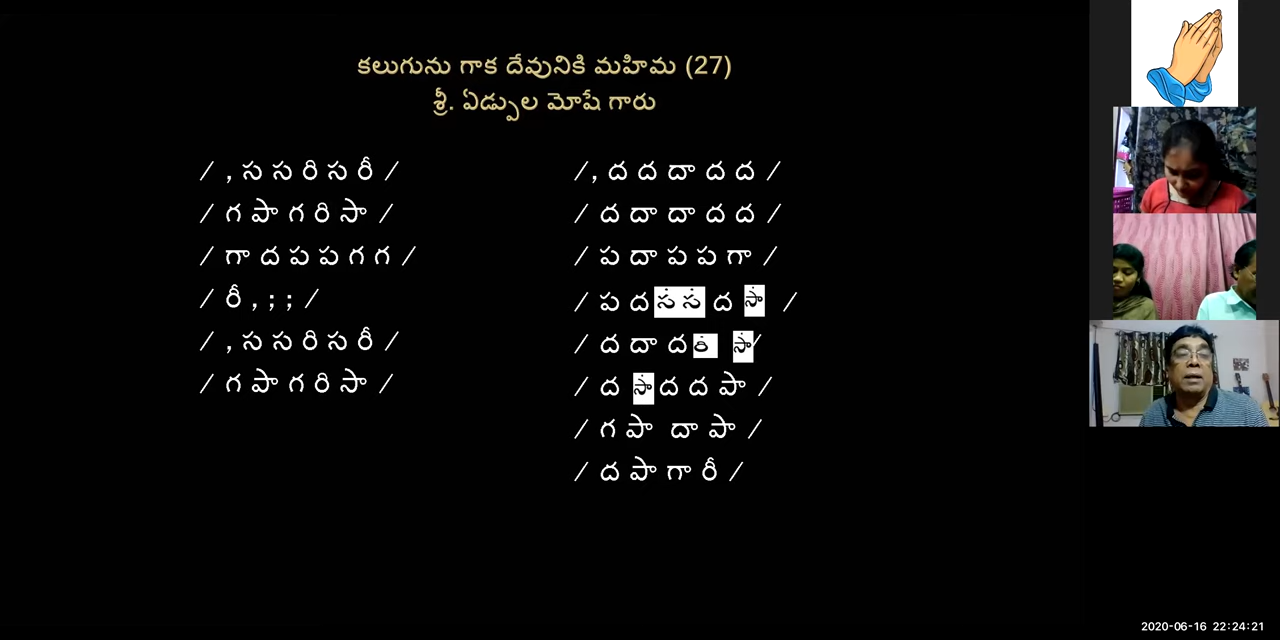 కలుగును గాక దేవునికి మహిమ (27)
శ్రీ. ఏడ్పుల మోషే గారు
/ , స స రి స రీ /
/ గ పా గ రి సా /
/ గా ద ప ప గ గ /
/ రీ , ; ; /
/ , స స రి స రీ /
/ గ పా గ రి సా /
/, ద ద దా ద ద /
/ ద దా దా ద ద /
/ ప దా ప ప గా /
/ ప ద స̇ స̇ ద సా̇ /
/ ద దా ద రి̇ సా̇ /
/ ద సా̇ ద ద పా /
/ గ పా దా పా /
/ ద పా గా రీ /
2020-06-16 22:24:21